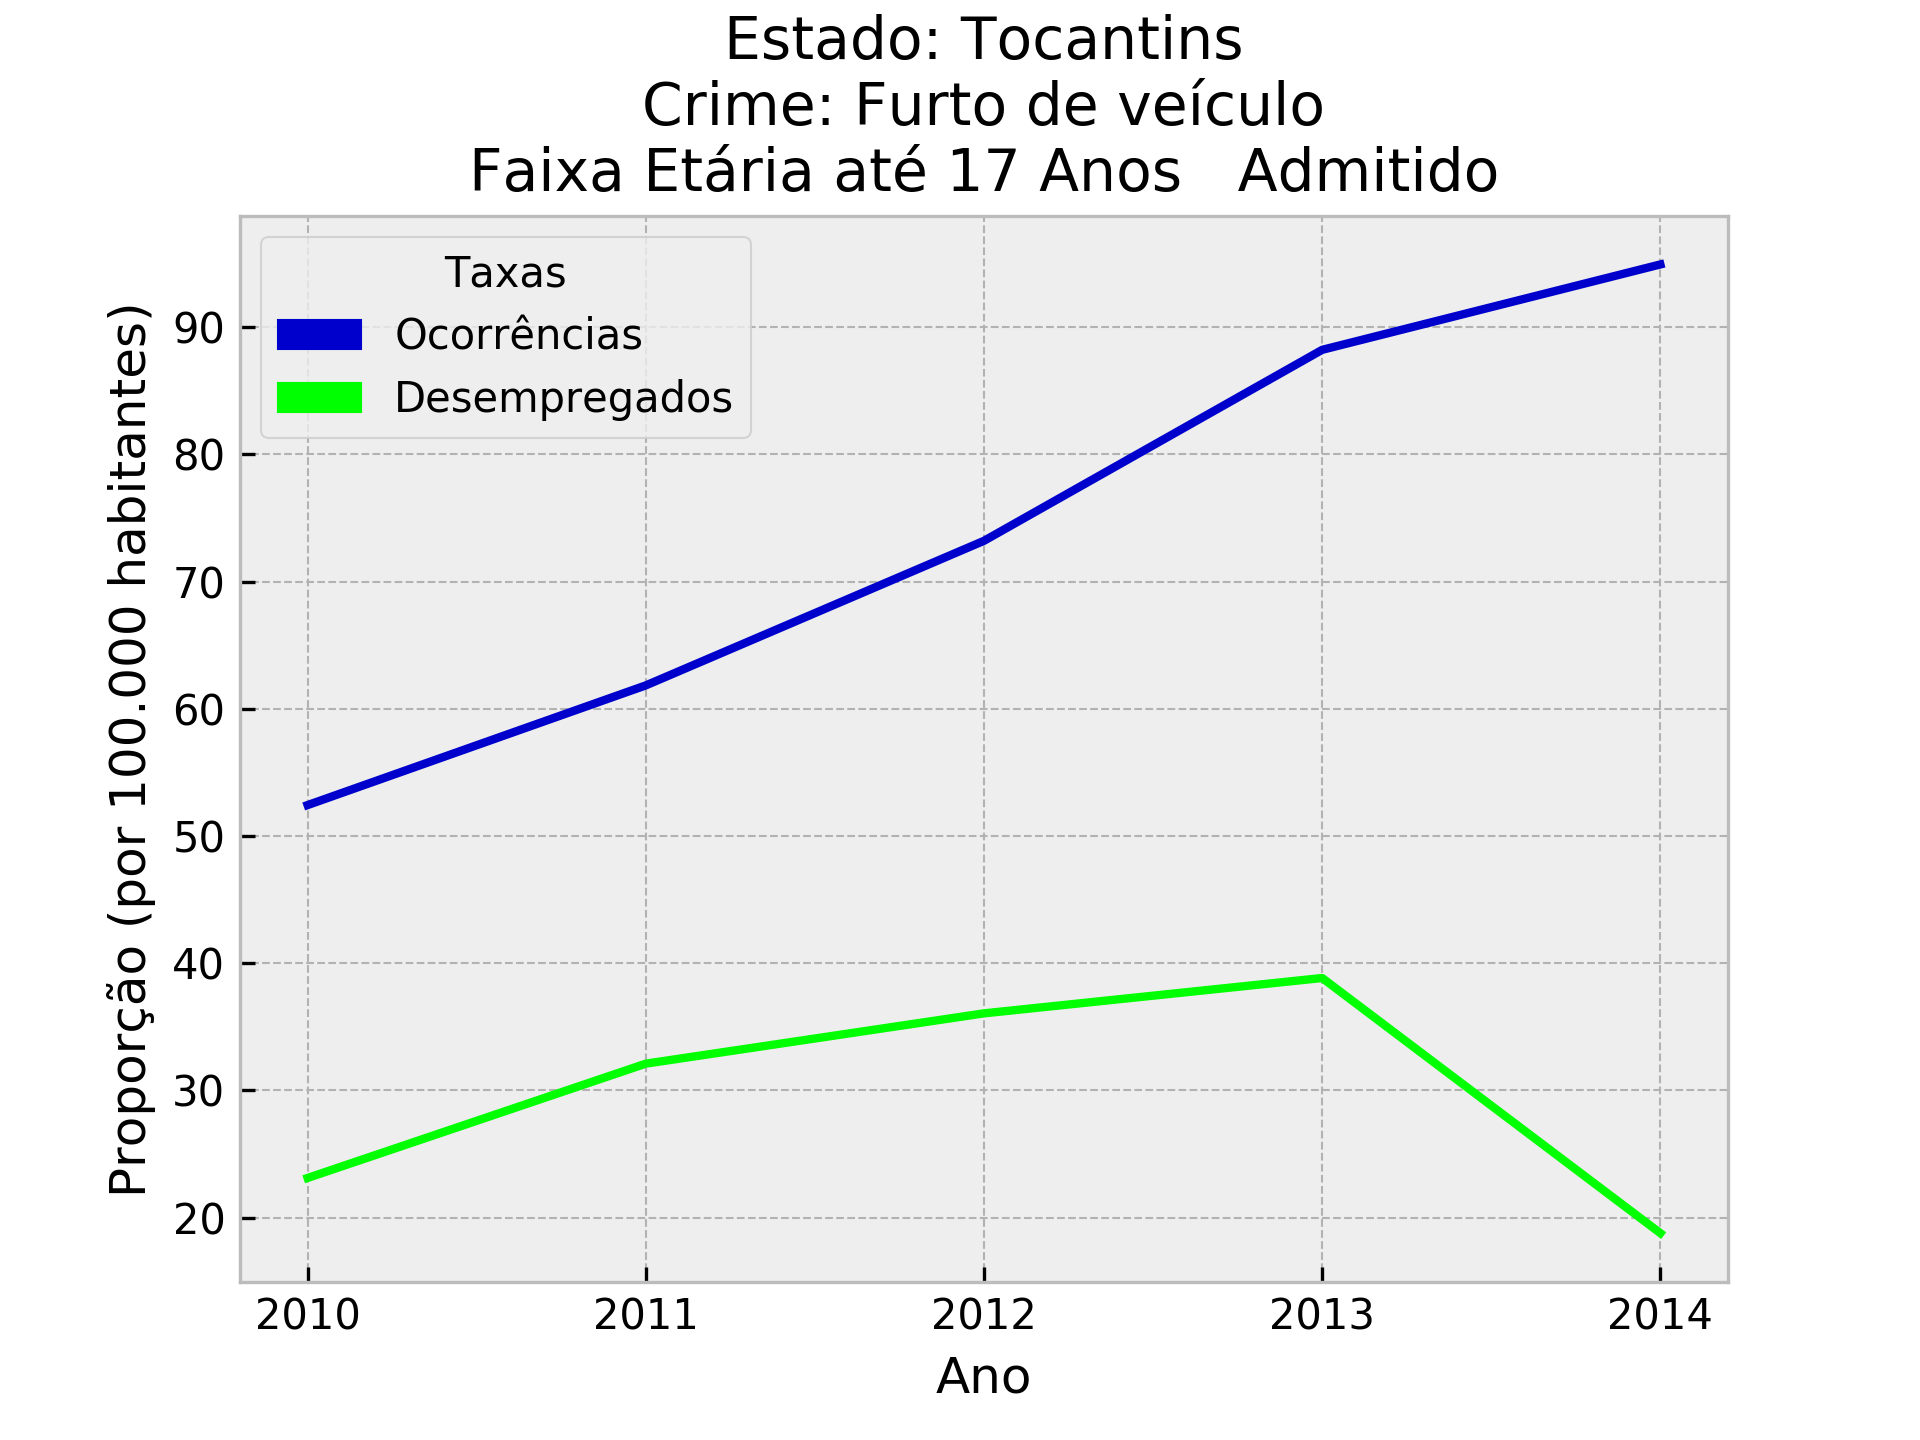 Estado: Tocantins
Crime: Furto de veículo
Faixa Etária até 17 Anos   Admitido
Taxas
Ocorrências
Desempregados
Proporção (por 100.000 habitantes)
90
80
70
60
50
40
30
20
2010 2011 2012 2013 2014
Ano